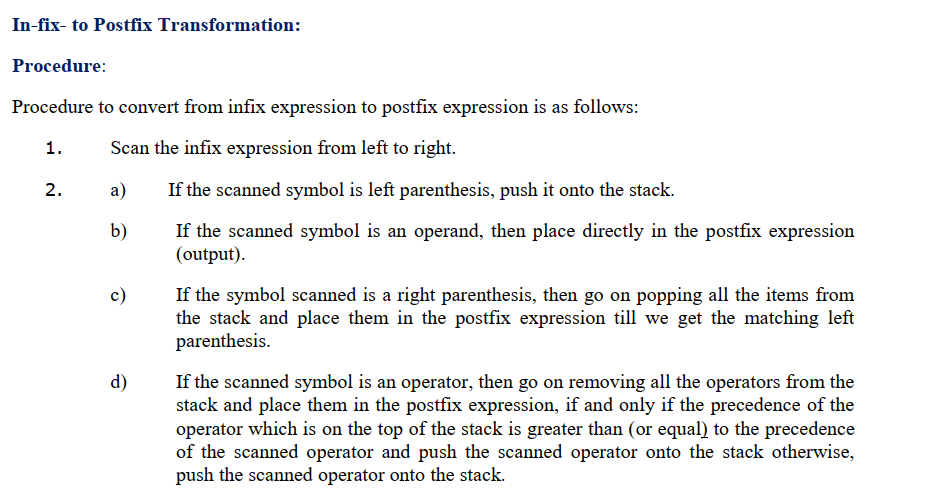 In-fix- to Postfix Transformation:
Procedure:
Procedure to convert from infix expression to postfix expression is as follows:
1. Scan the infix expression from left to right.
2. a) If the scanned symbol is left parenthesis, push it onto the stack.
b) If the scanned symbol is an operand, then place directly in the postfix expression
(output).
c) If the symbol scanned is a right parenthesis, then go on popping all the items from
the stack and place them in the postfix expression till we get the matching left
parenthesis.
d) If the scanned symbol is an operator, then go on removing all the operators from the
stack and place them in the postfix expression, if and only if the precedence of the
operator which is on the top of the stack is greater than (or equal) to the precedence
of the scanned operator and push the scanned operator onto the stack otherwise,
push the scanned operator onto the stack.